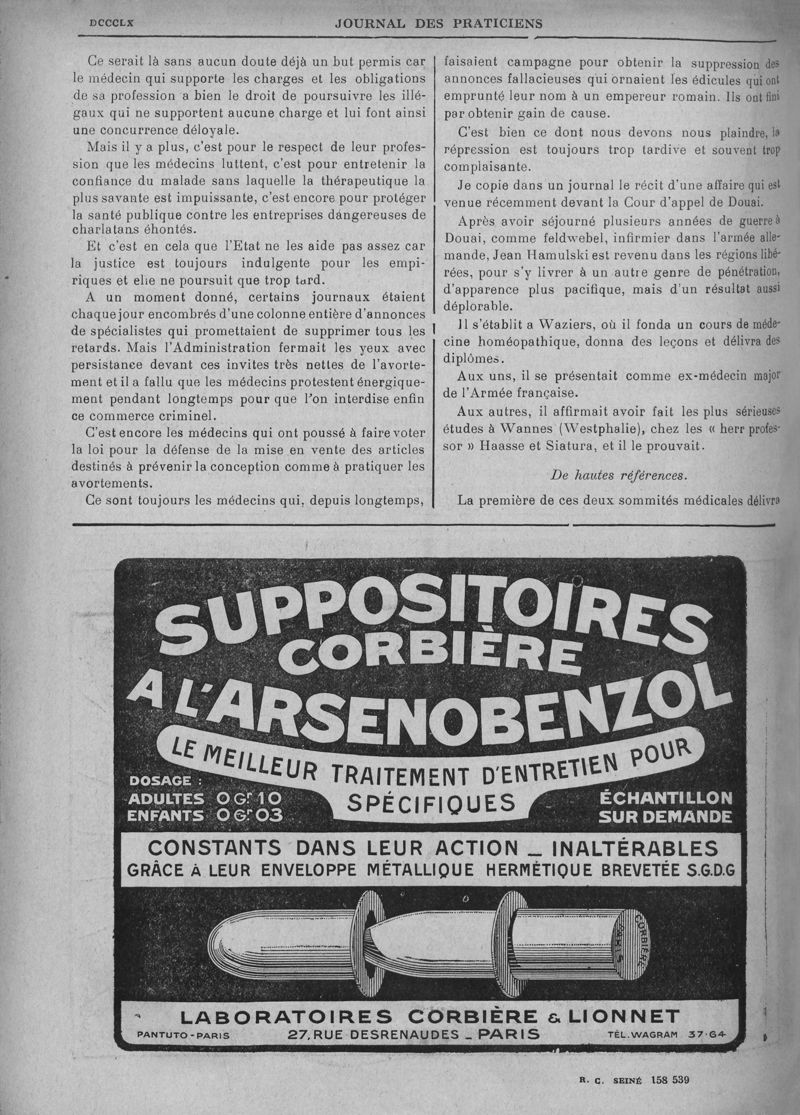 DCCCLX
JOURNAL DES PRATICIENS
Ce serait là sans aucun doute déjà un but permis car
le médecin qui supporte les charges et les obligations
de sa profession a bien le droit de poursuivre les illé-
gaux qui ne supportent aucune charge et lui font ainsi
une concurrence déloyale.
Mais il y a plus, c'est pour le respect de leur profes-
sion que les médecins luttent, c'est pour entretenir la
confiance du malade sans laquelle la thérapeutique la
plus savante est impuissante, c'est encore pour protéger
la santé publique contre les entreprises dangereuses de
charlatans éhontés.
Et c'est en cela que l'Etat ne les aide pas assez car
la justice est toujours indulgente pour les empi-
riques et elle ne poursuit que trop tard.
A un moment donné, certains journaux étaient
chaque jour encombrés d'une colonne entière d'annonces
de spécialistes qui promettaient de supprimer tous les
retards. Mais l'Administration fermait les yeux avec
persistance devant ces invites très nettes de l'avorte-
ment et il a fallu que les médecins protestent énergique-
ment pendant longtemps pour que l'on interdise enfin
ce commerce criminel.
C'est encore les médecins qui ont poussé à faire voter
la loi pour la défense de la mise en vente des articles
destinés à prévenir la conception comme à pratiquer les
avortements.
Ce sont toujours les médecins qui, depuis longtemps,
faisaient campagne pour obtenir la suppression des
annonces fallacieuses qui ornaient les édicules qui ont
emprunté leur nom à un empereur romain. Ils ont fini
par obtenir gain de cause.
C'est bien ce dont nous devons nous plaindre, la
répression est toujours trop tardive et souvent trop
complaisante.
Je copie dans un journal le récit d'une affaire qui est
venue récemment devant la Cour d'appel de Douai.
Après avoir séjourné plusieurs années de guerre à
Douai, comme feldwebel, infirmier dans l'armée alle-
mande, Jean Hamulski est revenu dans les régions libé-
rées, pour s'y livrer à un autre genre de pénétration,
d'apparence plus pacifique, mais d'un résultat aussi
déplorable.
Il s'établit a Waziers, où il fonda un cours de méde-
cine homéopathique, donna des leçons et délivra des
diplômes.
Aux uns, il se présentait comme ex-médecin major
de l'Armée française.
Aux autres, il affirmait avoir fait les plus sérieuses
études à Wannes (Westphalie), chez les « herr profes-
sor » Haasse et Siatura, et il le prouvait.
De hautes références.
La première de ces deux sommités médicales délivra
SUPPOSITOIRES
CORBIÈRE
A L'ARSENOBENZOL
LE MEILLEUR TRAITEMENT D'ENTRETIEN POUR
SPÉCIFIQUES
DOSAGE :
ADULTES 0 Gr 10
ENFANTS 0 Gr 03
ÉCHANTILLON
SUR DEMANDE
CONSTANTS DANS LEUR ACTION _ INALTÉRABLES
GRÂCE A LEUR ENVELOPPE MÉTALLIQUE HERMÉTIQUE BREVETÉE S.G.D.G
CORBIÈRE
PARIS
LABORATOIRES CORBIÈRE & LIONNET
PANTUTO - PARIS
27, RUE DESRENAUDES _ PARIS
TÉL. WAGRAM 37-64
R. C. SEINE 158 539